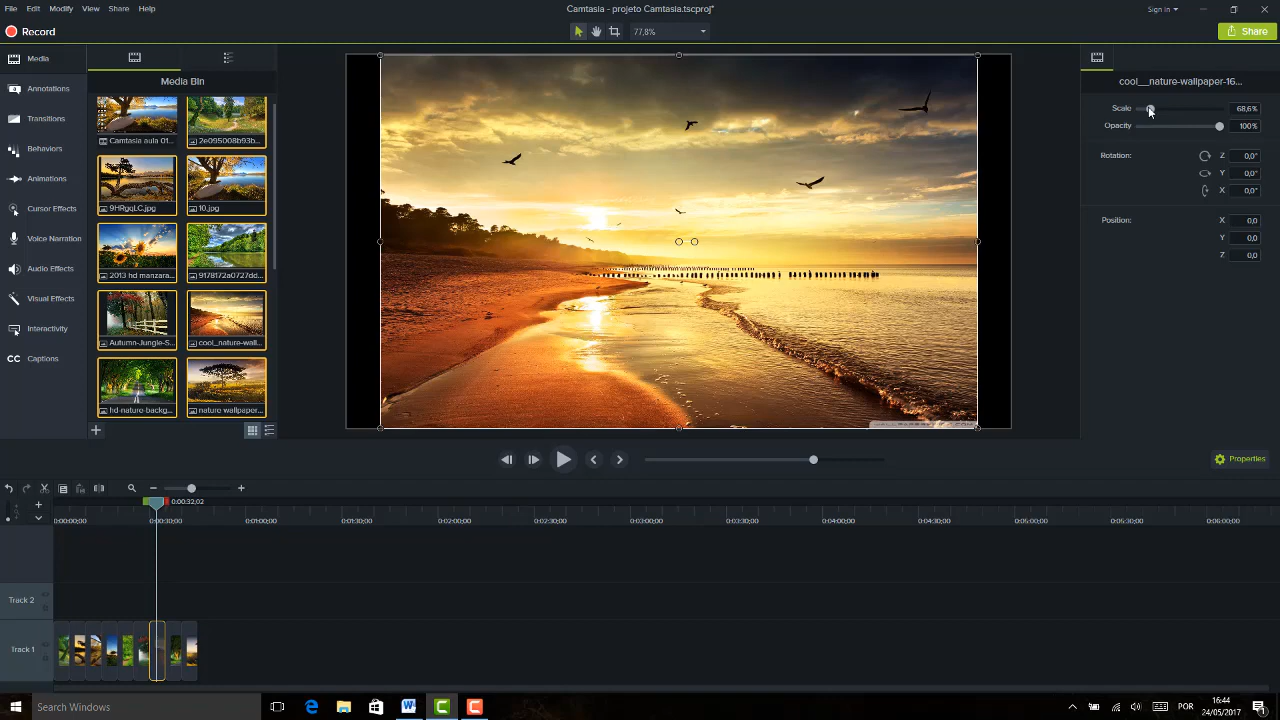 File Edit Modify View Share Help
Camtasia - projeto Camtasia.tscproj*
Sign in
Record
77,8%
Share
Media
Annotations
Transitions
Behaviors
Animations
Cursor Effects
Voice Narration
Audio Effects
Visual Effects
Interactivity
CC Captions
Media Bin
Camtasia aula 01...
2e095008b93b...
9HRgqLC.jpg
10.jpg
2013 hd manzara...
9178172a0727dd...
Autumn-Jungle-S...
cool_nature-wall...
hd-nature-backg...
nature wallpaper...
cool__nature-wallpaper-16...
Scale 68,6%
Opacity 100%
Rotation: Z 0,0°
Y 0,0°
X 0,0°
Position: X 0,0
Y 0,0
Z 0,0
Properties
0:00:32;02
0:00:00;00 0:00:30;00 0:01:00;00 0:01:30;00 0:02:00;00 0:02:30;00 0:03:00;00 0:03:30;00 0:04:00;00 0:04:30;00 0:05:00;00 0:05:30;00 0:06:00;00
Track 2
Track 1
Search Windows
POR
16:44
24/05/2017